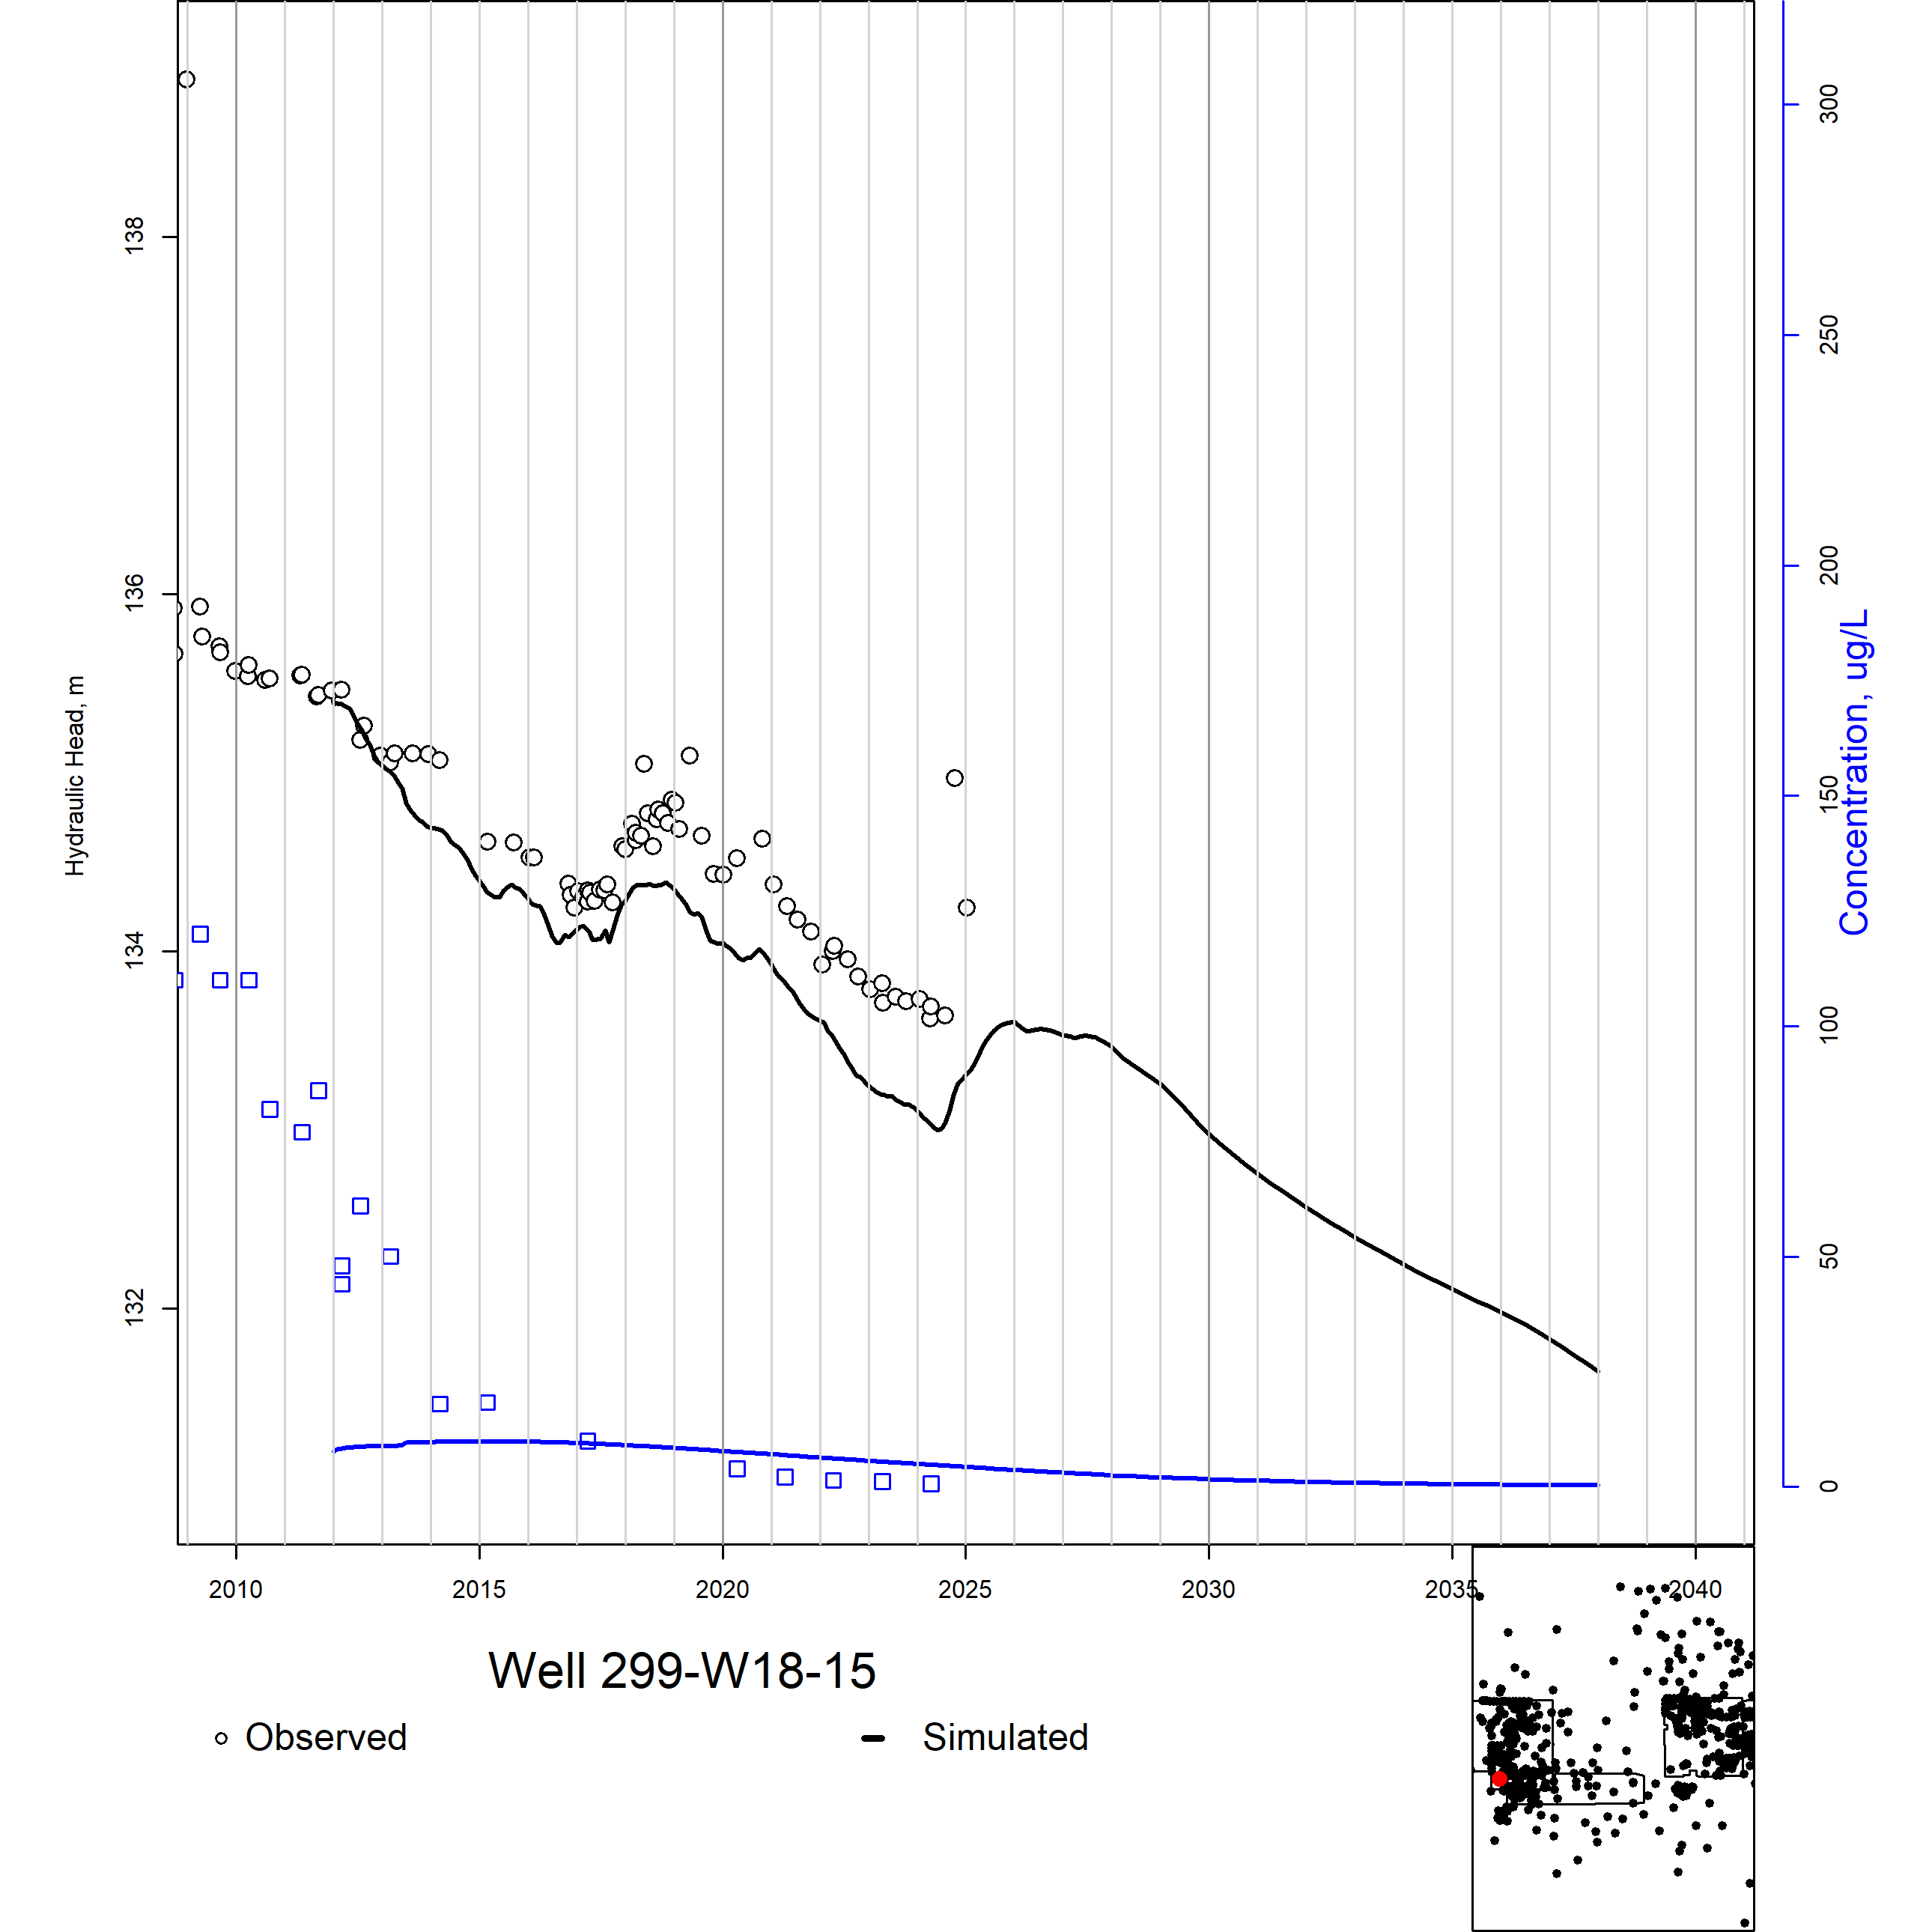 Hydraulic Head, m
138
136
134
132
300
250
200
150
100
50
0
Concentration, ug/L
2010 2015 2020 2025 2030 2035 2040
Well 299-W18-15
Observed Simulated